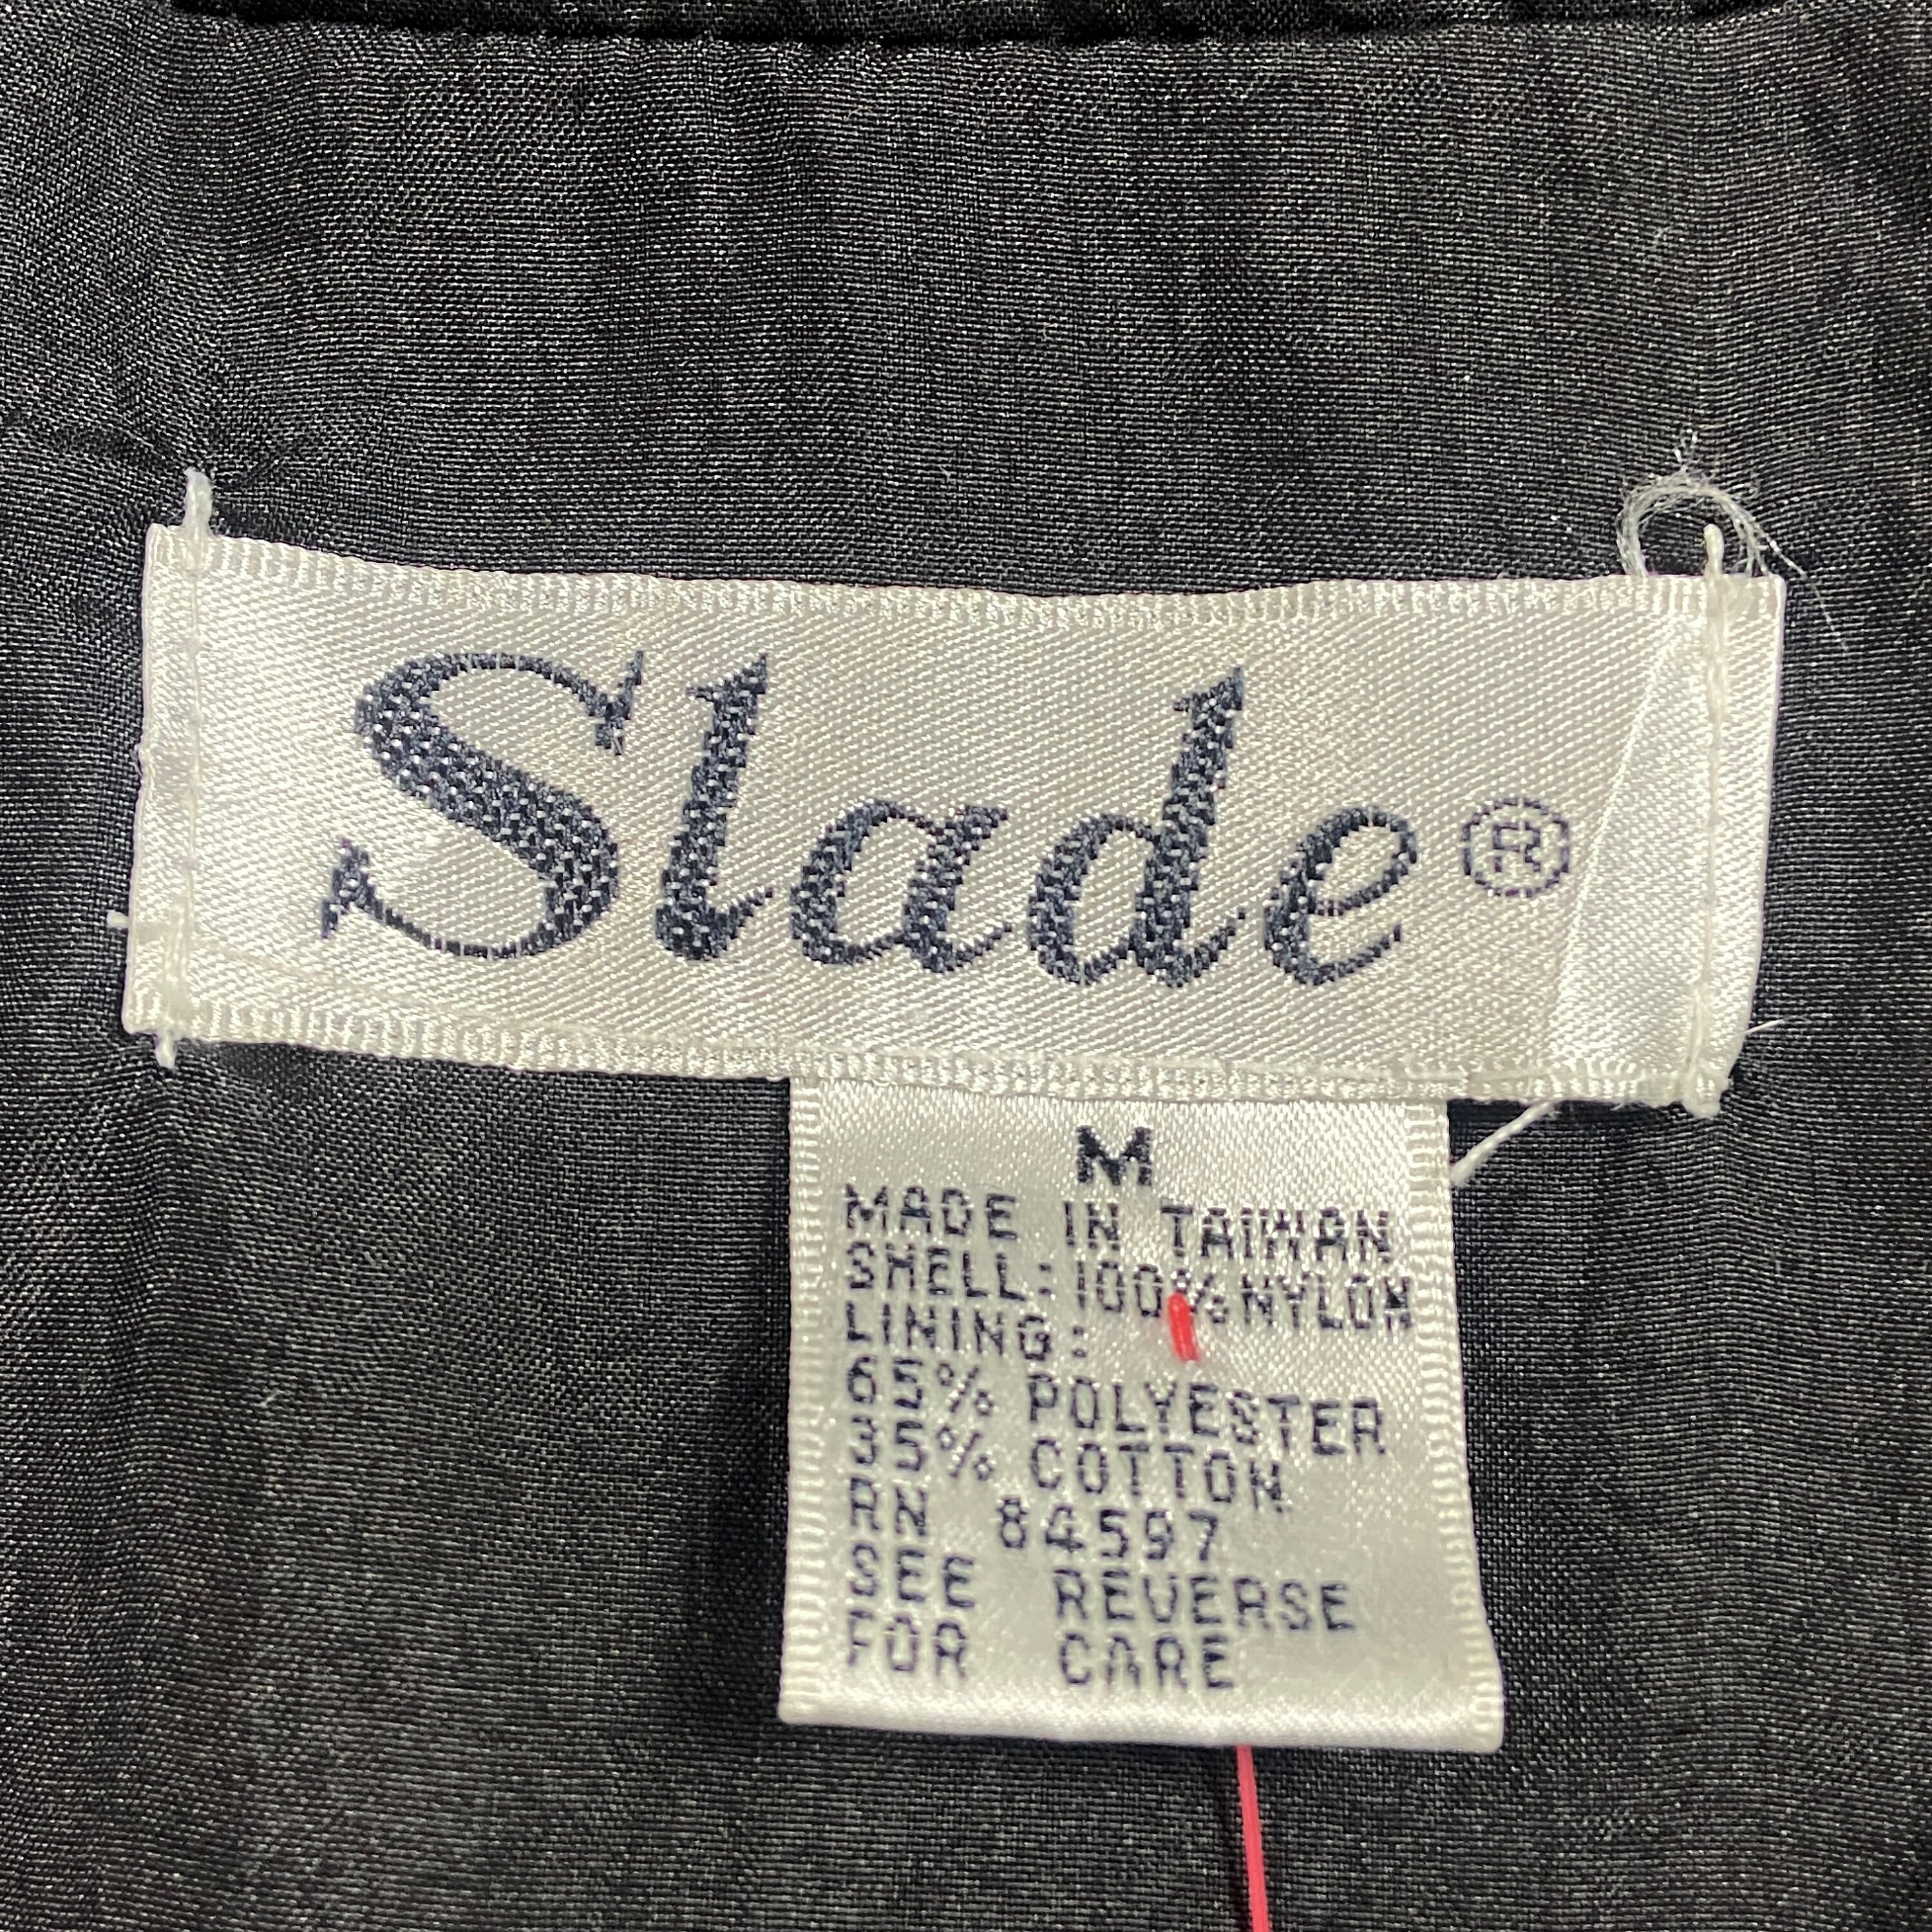 Slade®
M
MADE IN TAIWAN
SHELL: 100% NYLON
LINING:
65% POLYESTER
35% COTTON
RN 84597
SEE REVERSE
FOR CARE